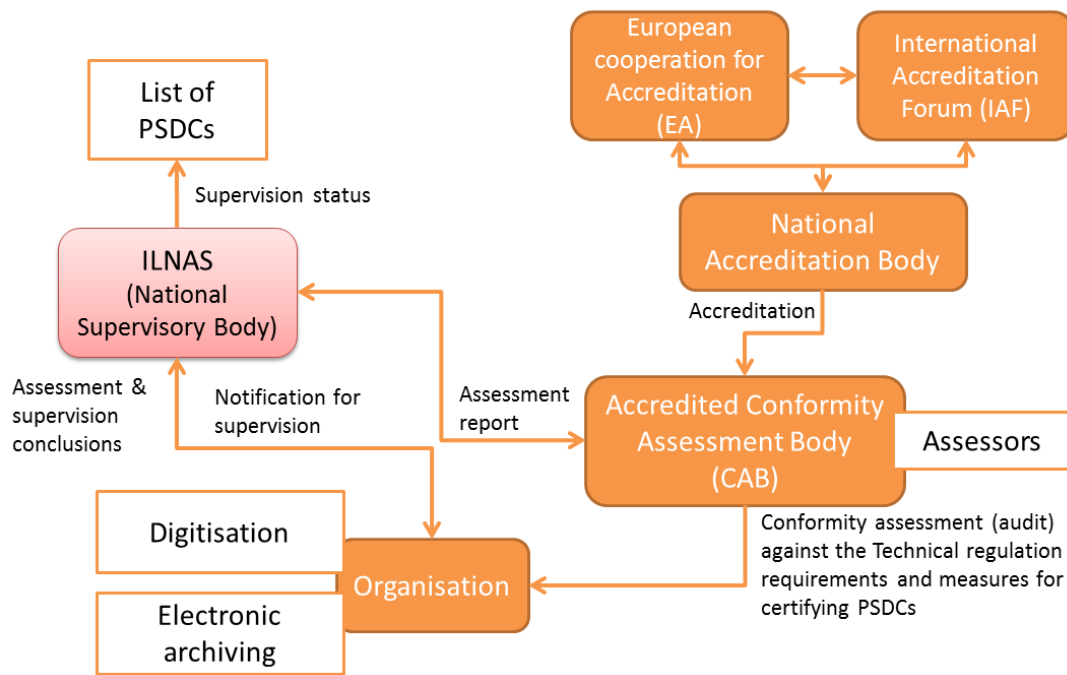 European
cooperation for
Accreditation
(EA)
International
Accreditation
Forum (IAF)
List of
PSDCs
Supervision status
National
Accreditation Body
ILNAS
(National
Supervisory Body)
Accreditation
Assessment &
supervision
conclusions
Notification for
supervision
Assessment
report
Accredited Conformity
Assessment Body
(CAB)
Assessors
Digitisation
Organisation
Electronic
archiving
Conformity assessment (audit)
against the Technical regulation
requirements and measures for
certifying PSDCs